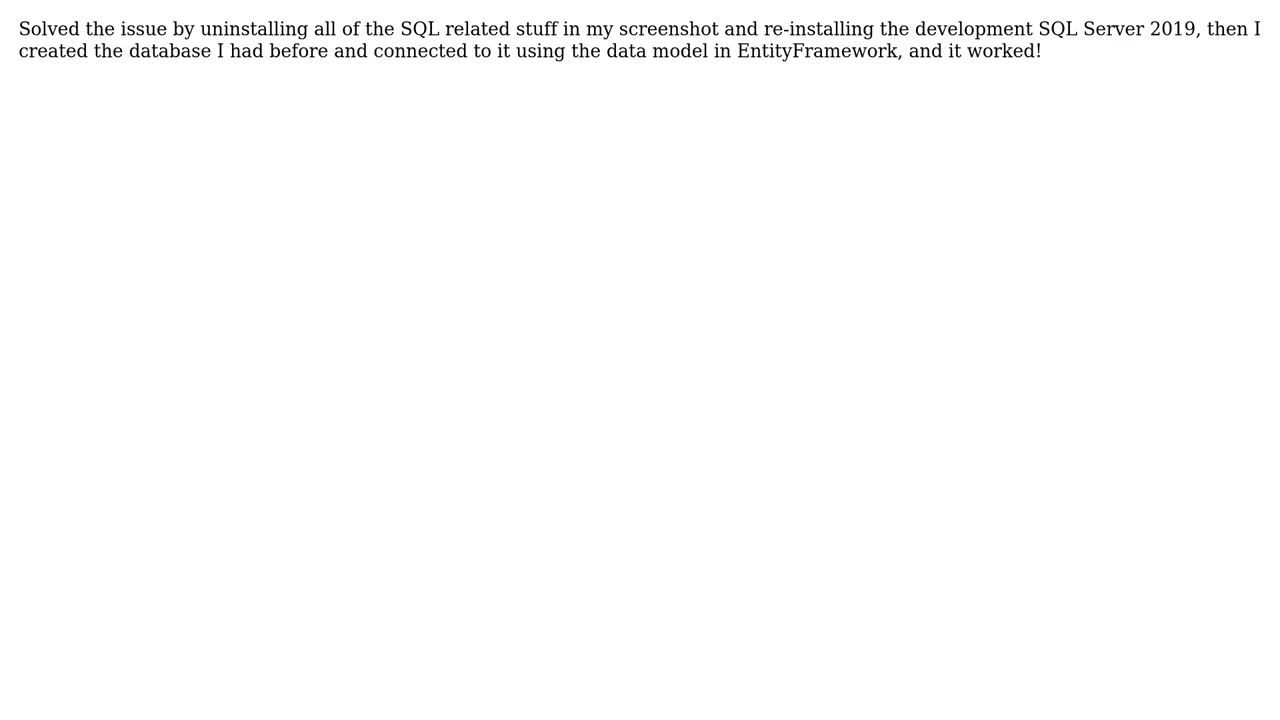 Solved the issue by uninstalling all of the SQL related stuff in my screenshot and re-installing the development SQL Server 2019, then I
created the database I had before and connected to it using the data model in EntityFramework, and it worked!